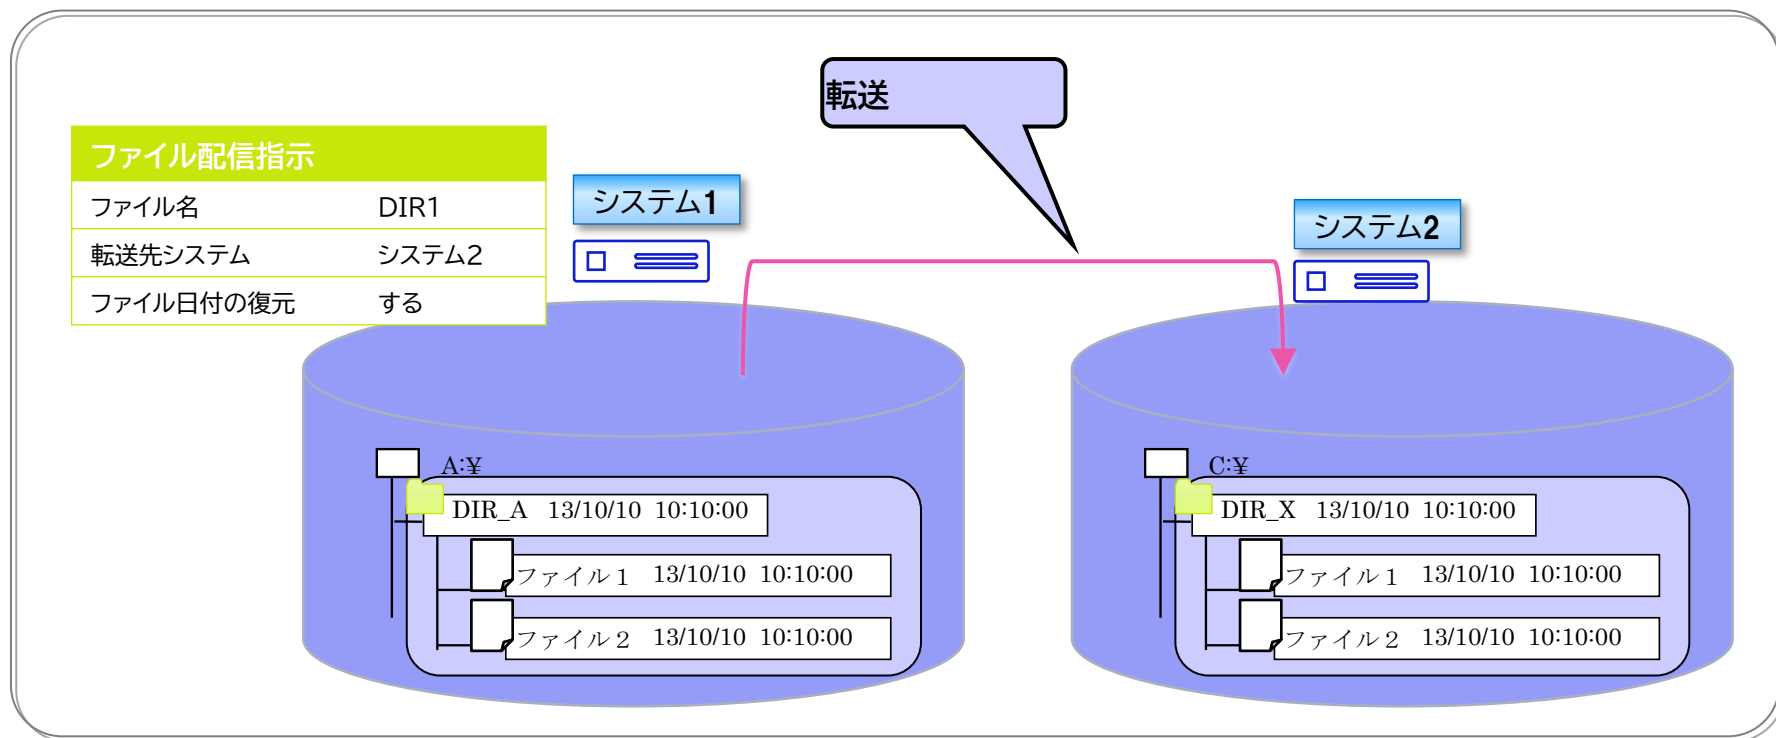 転送
ファイル配信指示
ファイル名 DIR1
転送先システム システム2
ファイル日付の復元 する
システム1
システム2
A:¥
DIR_A 13/10/10 10:10:00
ファイル１ 13/10/10 10:10:00
ファイル２ 13/10/10 10:10:00
C:¥
DIR_X 13/10/10 10:10:00
ファイル１ 13/10/10 10:10:00
ファイル２ 13/10/10 10:10:00